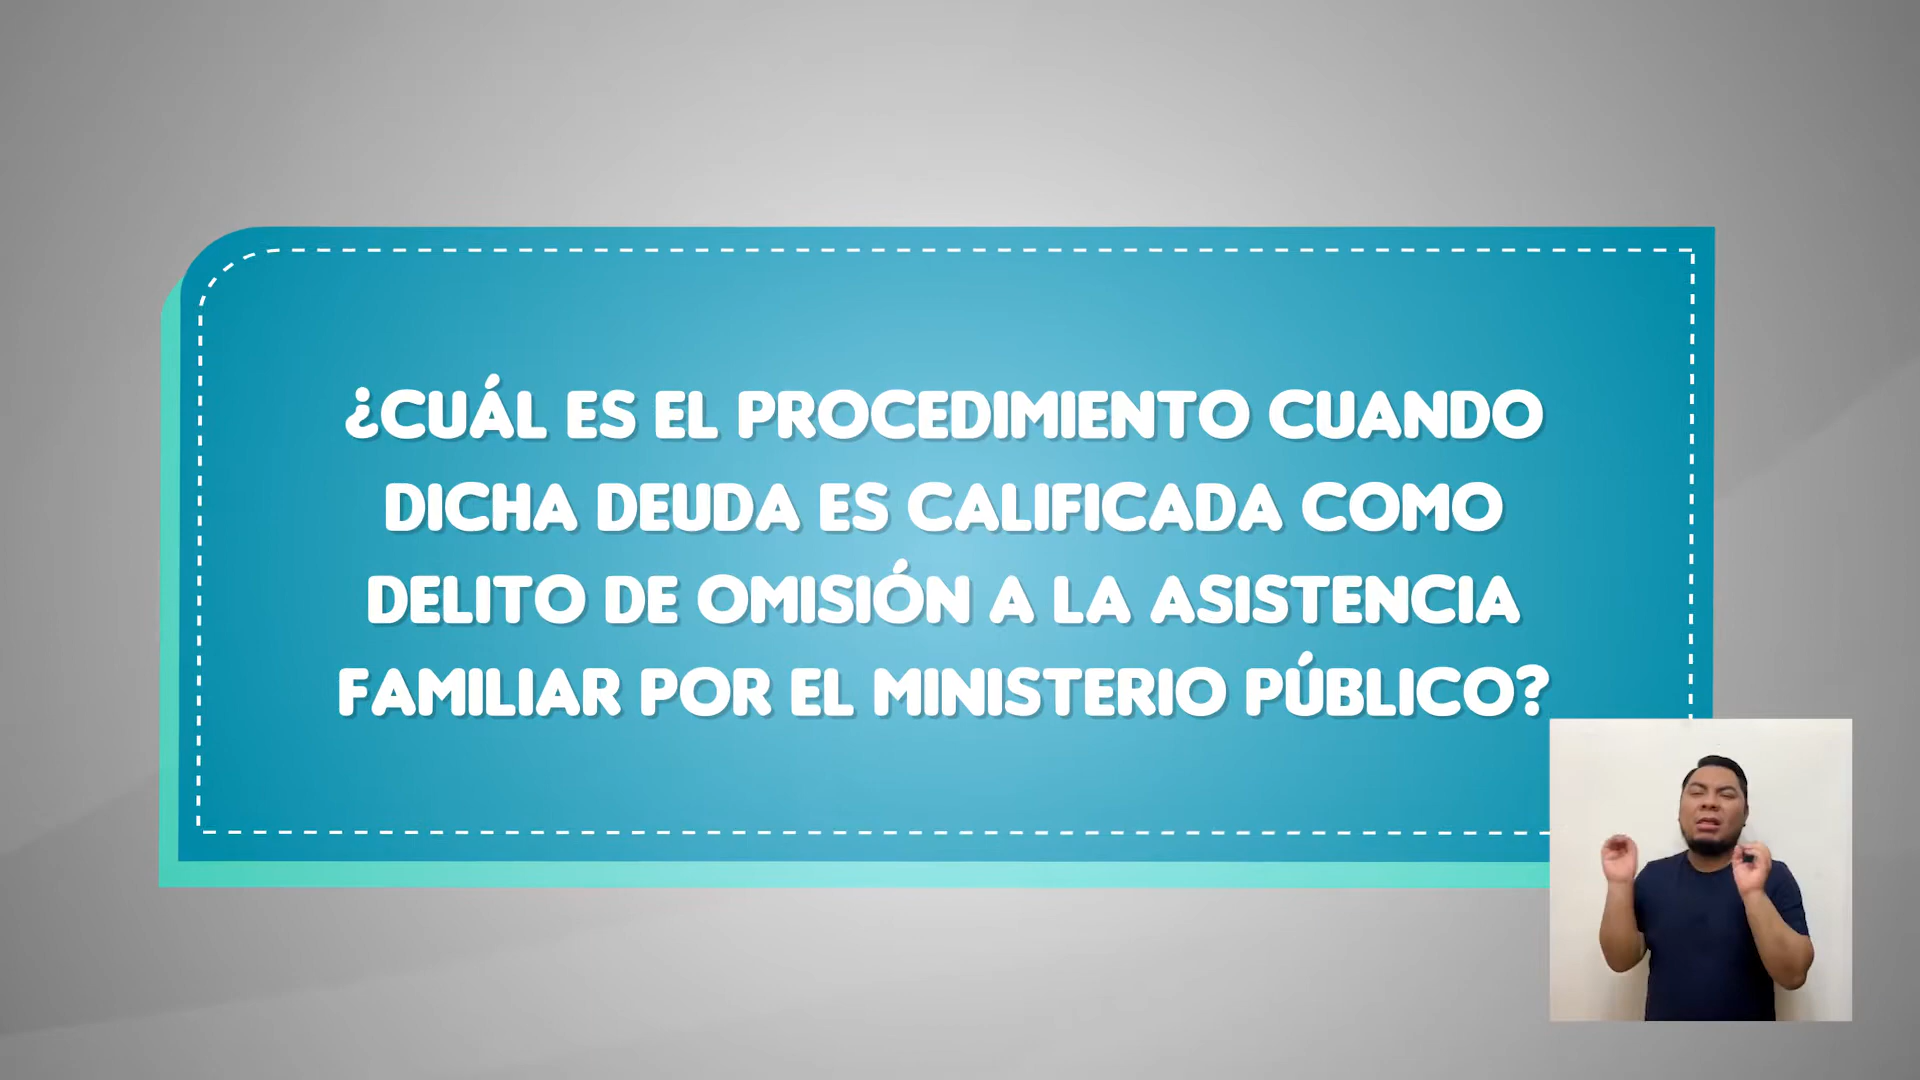 ¿CUÁL ES EL PROCEDIMIENTO CUANDO
DICHA DEUDA ES CALIFICADA COMO
DELITO DE OMISIÓN A LA ASISTENCIA
FAMILIAR POR EL MINISTERIO PÚBLICO?